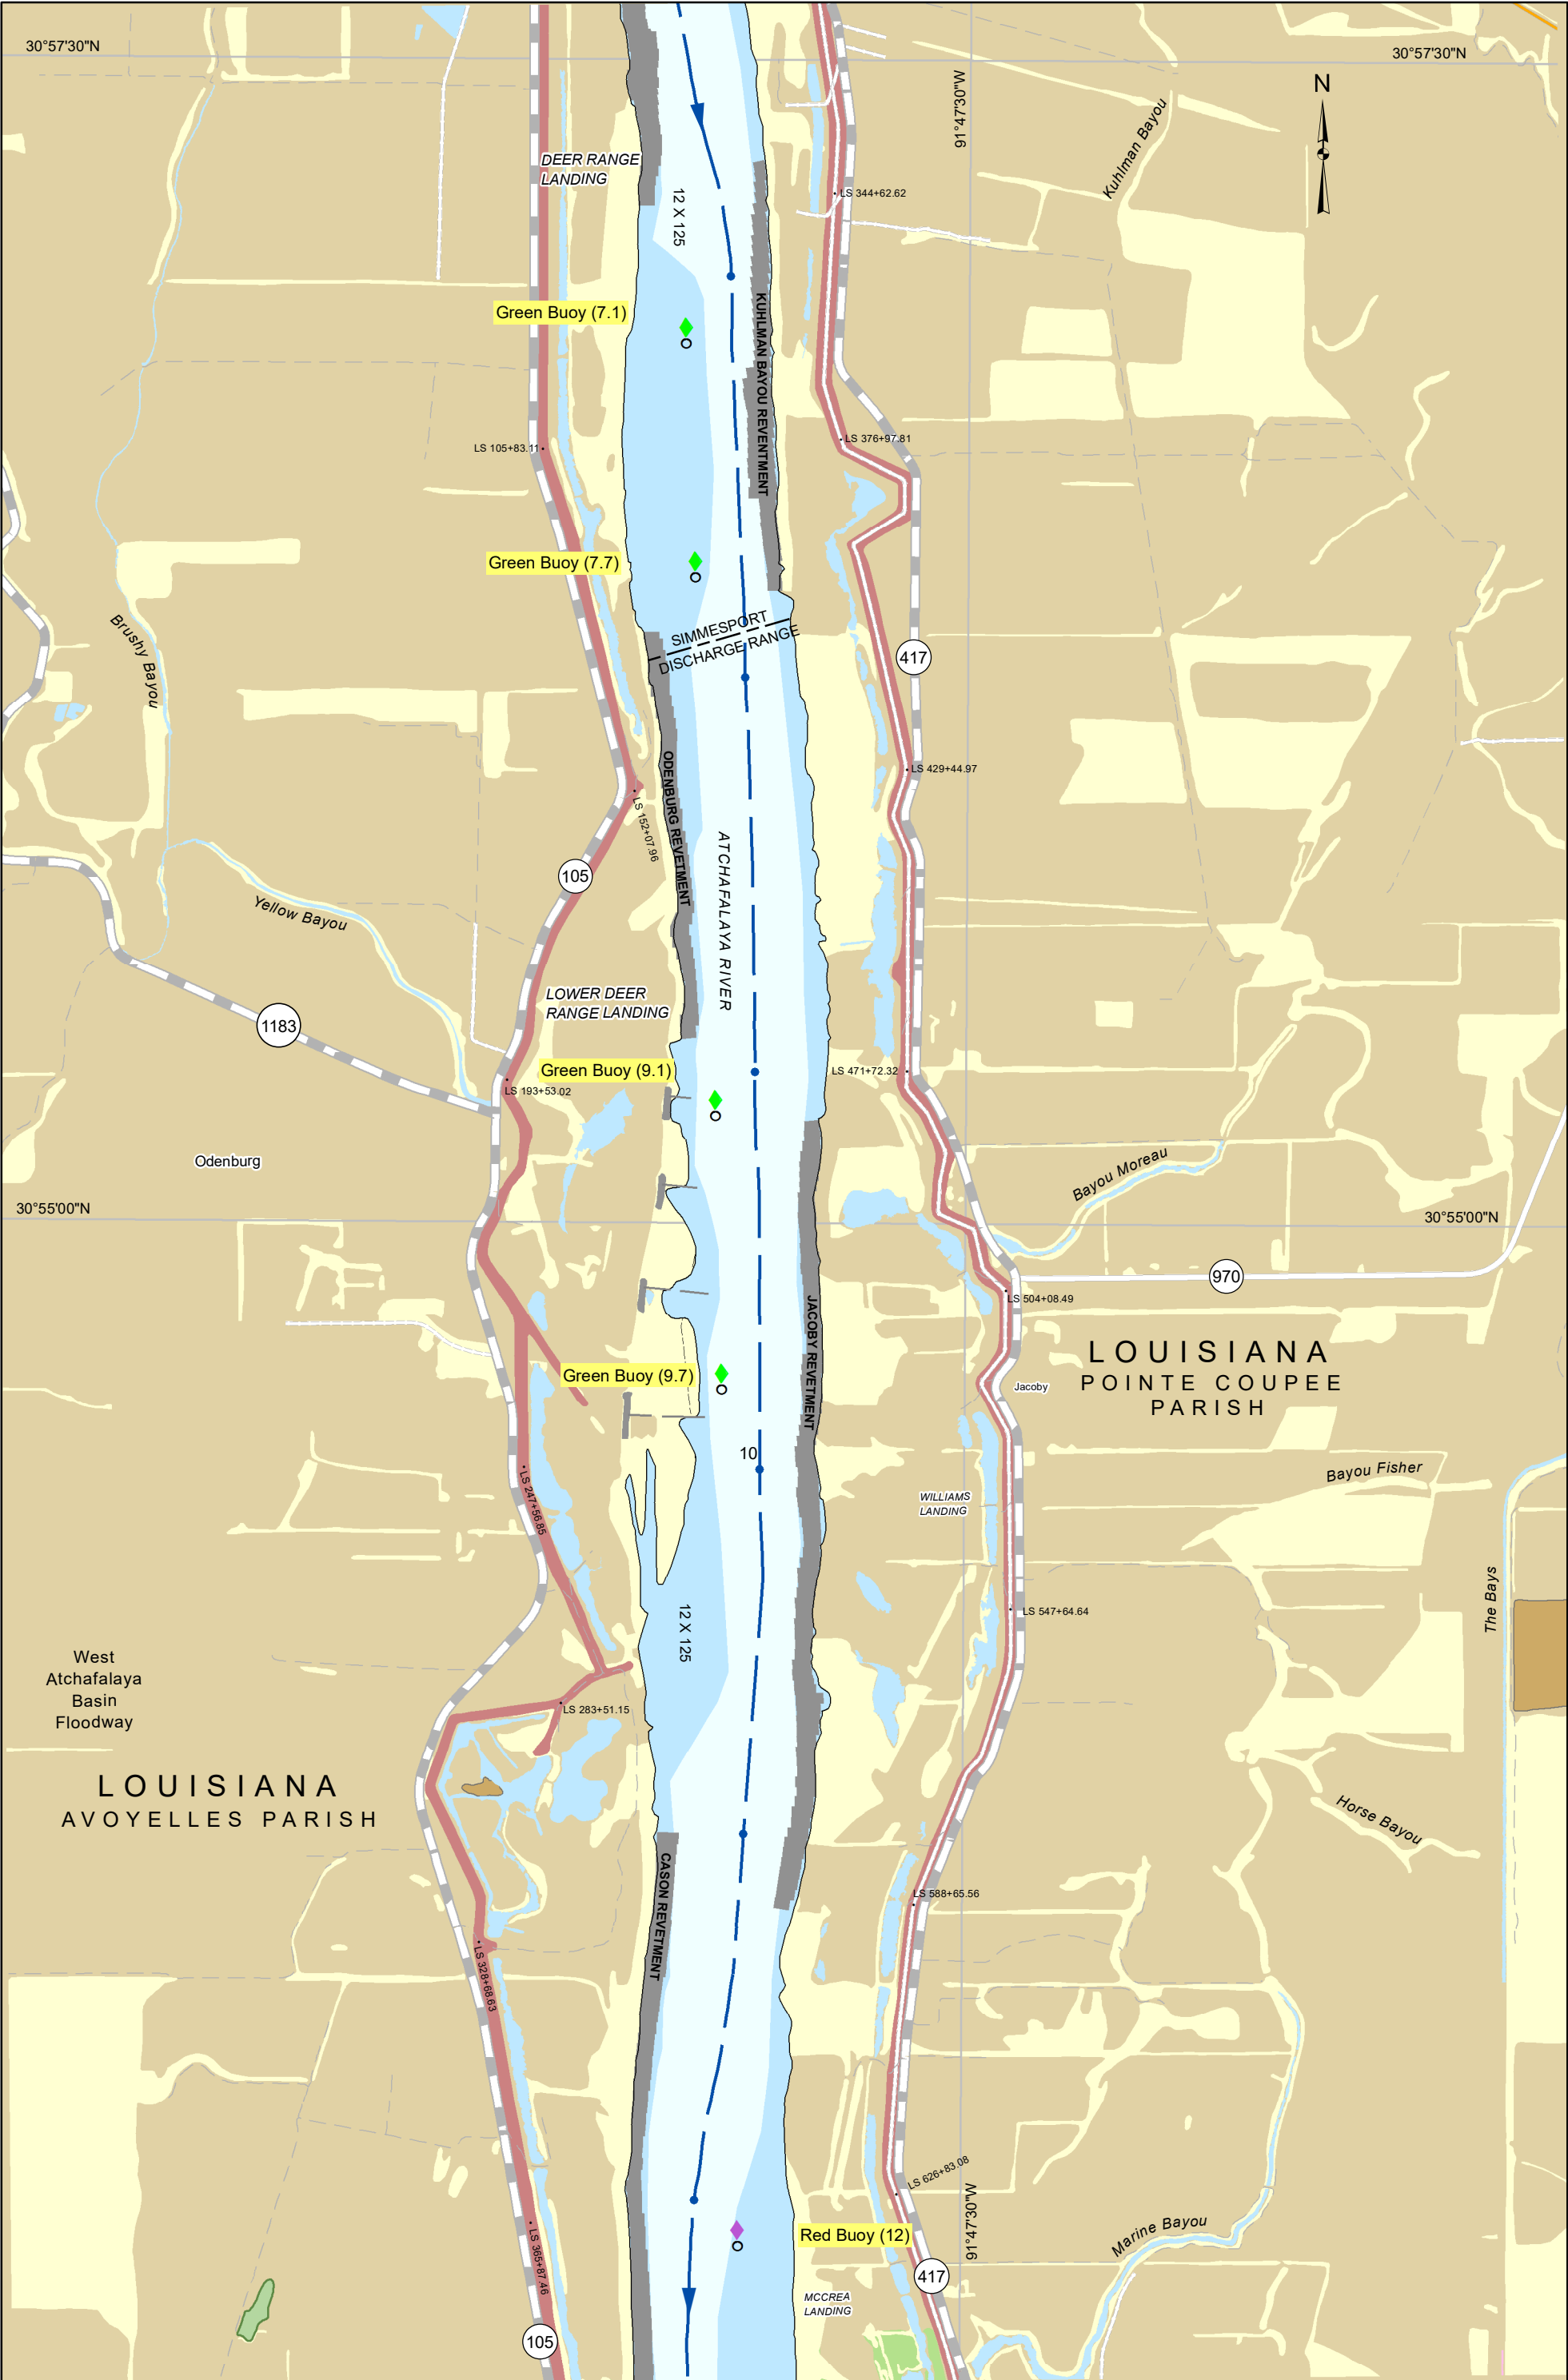 30°57'30"N
30°57'30"N
91°47'30"W
N
Kuhlman Bayou
DEER RANGE
LANDING
12 X 125
LS 344+62.62
Green Buoy (7.1)
KUHLMAN BAYOU REVENTMENT
LS 105+83.11
LS 376+97.81
Green Buoy (7.7)
Brushy Bayou
SIMMESPORT
DISCHARGE RANGE
417
LS 429+44.97
LS 152+07.96
ODENBURG REVETMENT
ATCHAFALAYA RIVER
105
Yellow Bayou
LOWER DEER
RANGE LANDING
1183
Green Buoy (9.1)
LS 471+72.32
LS 193+53.02
Odenburg
Bayou Moreau
30°55'00"N
30°55'00"N
970
LS 504+08.49
JACOBY REVETMENT
LOUISIANA
POINTE COUPEE
PARISH
Jacoby
Green Buoy (9.7)
10
Bayou Fisher
LS 247+56.85
WILLIAMS
LANDING
The Bays
LS 547+64.64
12 X 125
West
Atchafalaya
Basin
Floodway
LS 283+51.15
LOUISIANA
AVOYELLES PARISH
Horse Bayou
CASON REVETMENT
LS 588+65.56
LS 328+68.63
LS 626+83.08
91°47'30"W
Marine Bayou
Red Buoy (12)
LS 365+87.46
417
MCCREA
LANDING
105